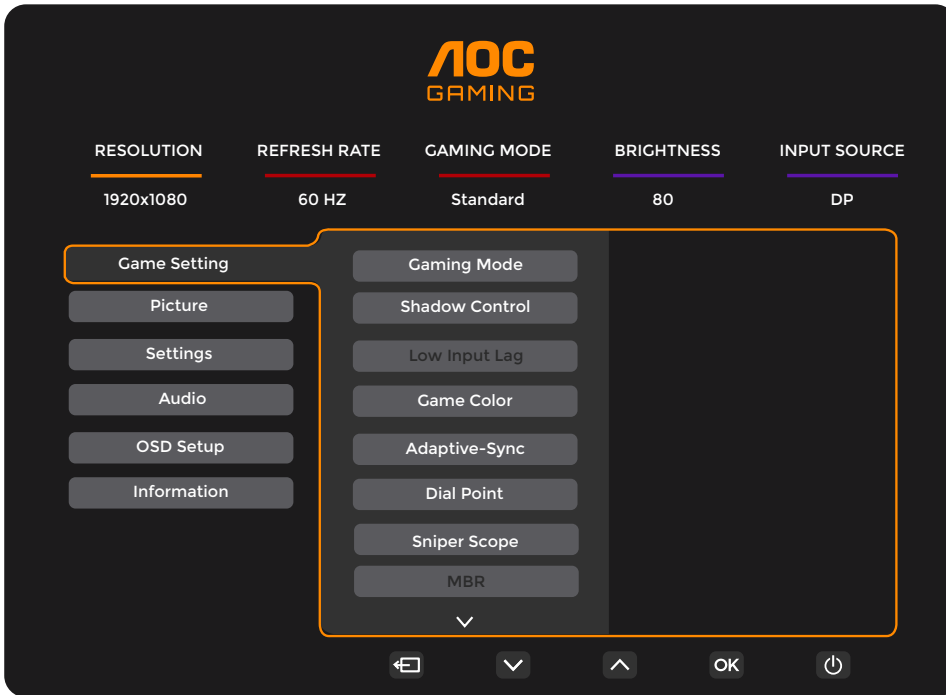 AOC
GAMING
RESOLUTION REFRESH RATE GAMING MODE BRIGHTNESS INPUT SOURCE
1920x1080 60 HZ Standard 80 DP
Game Setting
Picture
Settings
Audio
OSD Setup
Information
Gaming Mode
Shadow Control
Low Input Lag
Game Color
Adaptive-Sync
Dial Point
Sniper Scope
MBR
OK